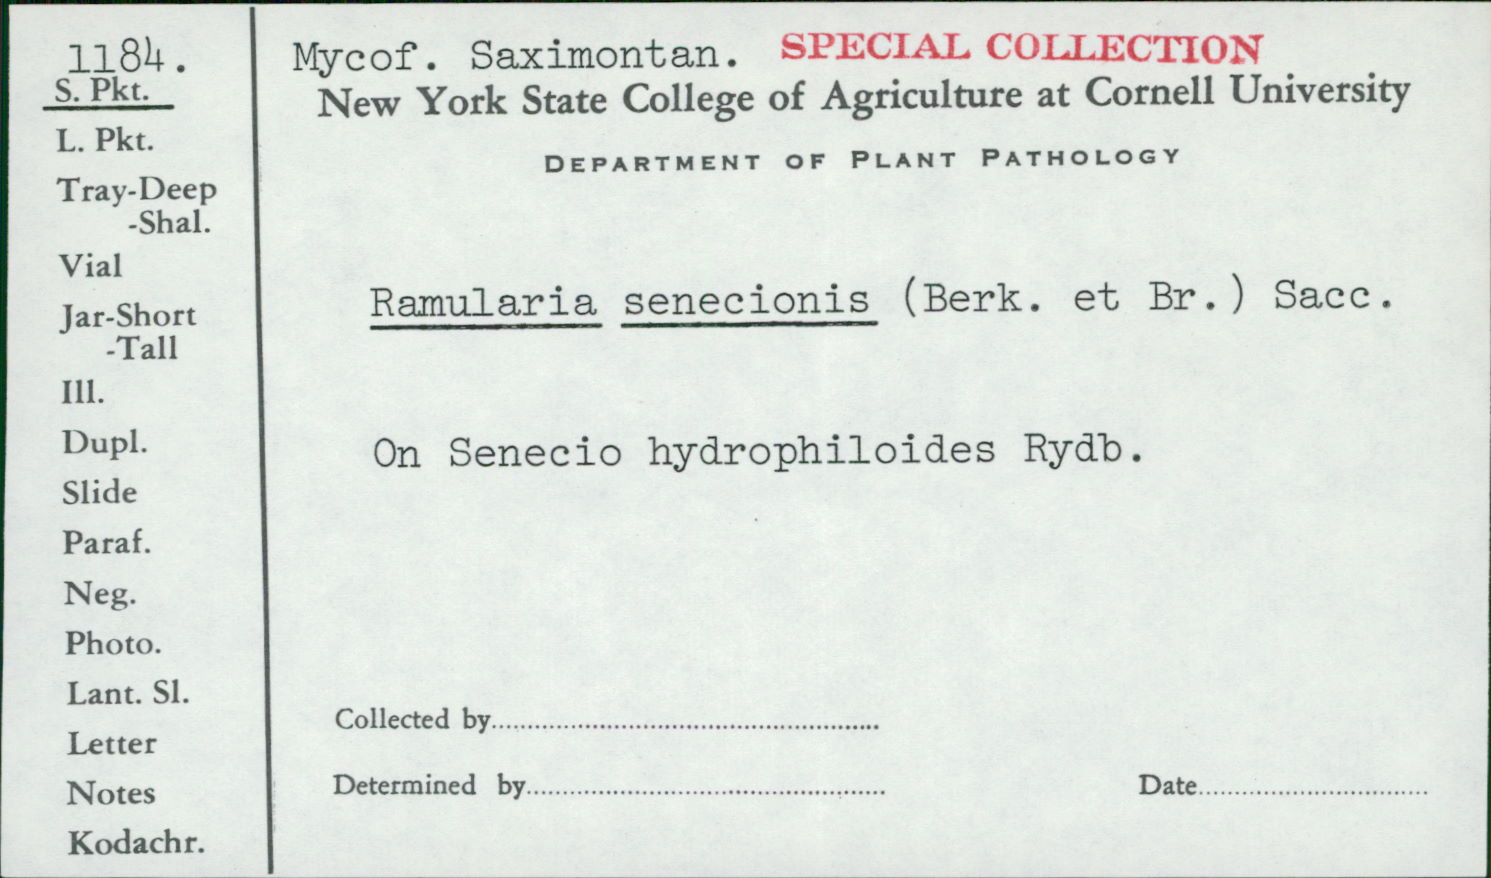 1184.
S. Pkt.
L. Pkt.
Tray-Deep
-Shal.
Vial
Jar-Short
-Tall
Ill.
Dupl.
Slide
Paraf.
Neg.
Photo.
Lant. Sl.
Letter
Notes
Kodachr.
Mycof. Saximontan. SPECIAL COLLECTION
New York State College of Agriculture at Cornell University
DEPARTMENT OF PLANT PATHOLOGY
Ramularia senecionis (Berk. et Br.) Sacc.
On Senecio hydrophiloides Rydb.
Collected by
Determined by Date